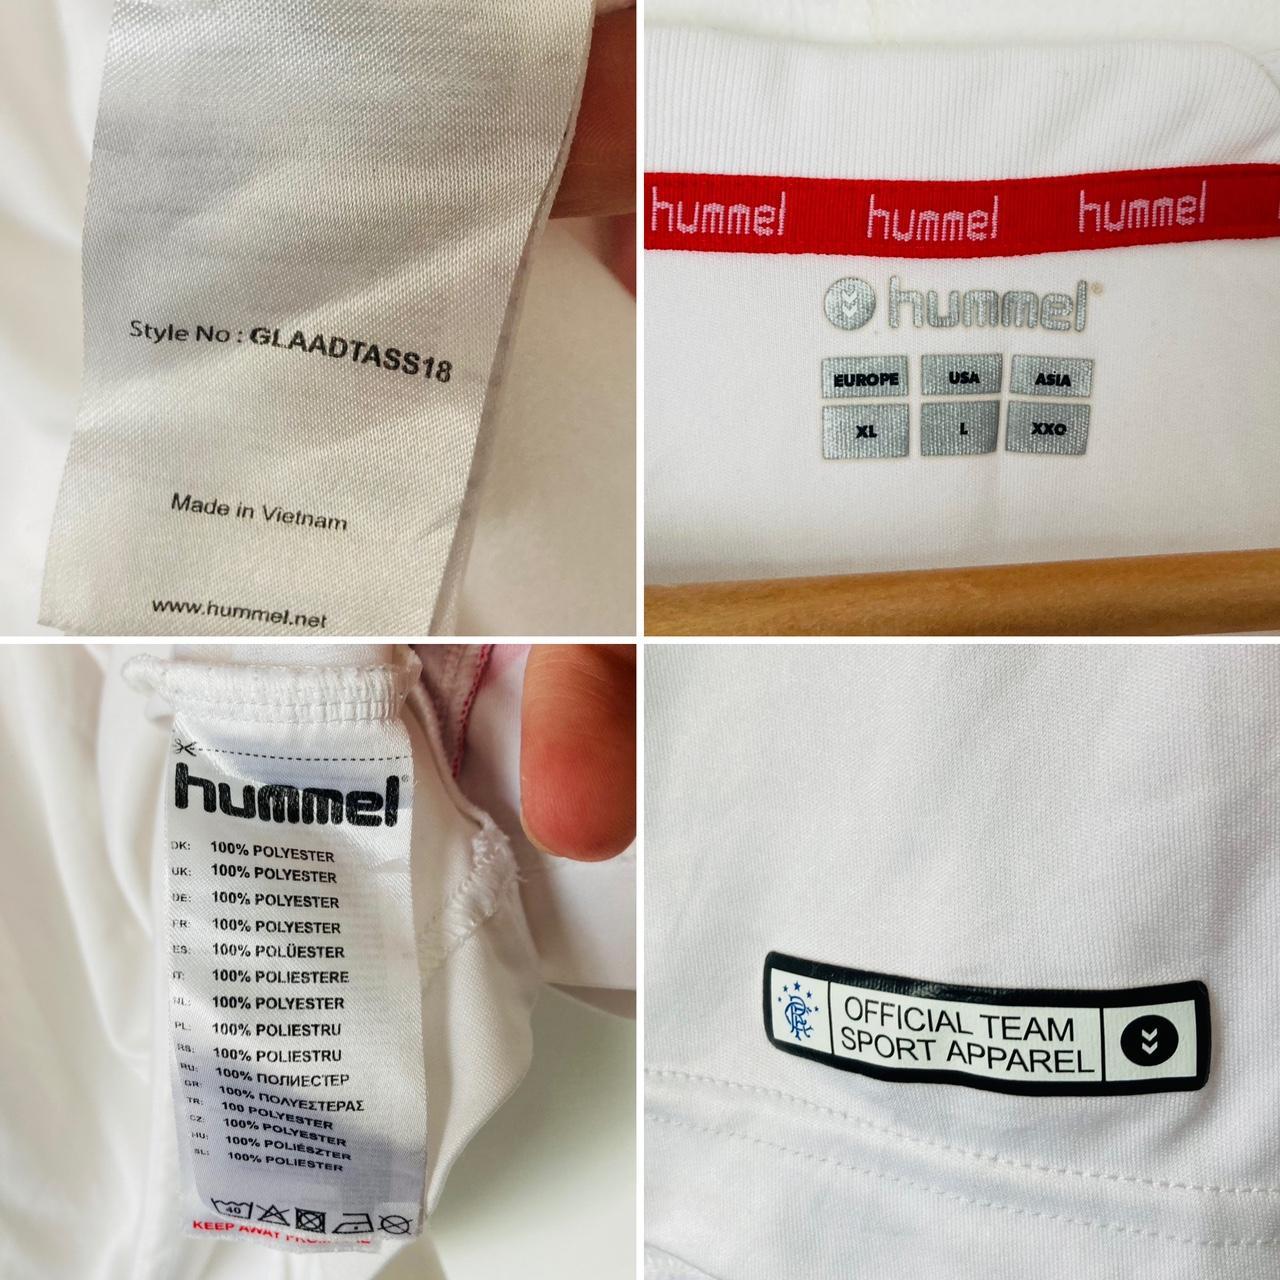 Style No : GLAADTASS18
Made in Vietnam
www.hummel.net
hummel hummel hummel
hummel®
EUROPE USA ASIA
XL L XXO
hummel®
DK: 100% POLYESTER
UK: 100% POLYESTER
DE: 100% POLYESTER
FR: 100% POLYESTER
ES: 100% POLÜESTER
IT: 100% POLIESTERE
NL: 100% POLYESTER
PL: 100% POLIESTRU
RS: 100% POLIESTRU
RU: 100% ПОЛИЕСТЕР
GR: 100% ΠΟΛΥΕΣΤΕΡΑΣ
TR: 100 POLYESTER
CZ: 100% POLYESTER
HU: 100% POLIÉSZTER
SL: 100% POLIESTER
40
KEEP AWAY FROM FIRE
OFFICIAL TEAM
SPORT APPAREL